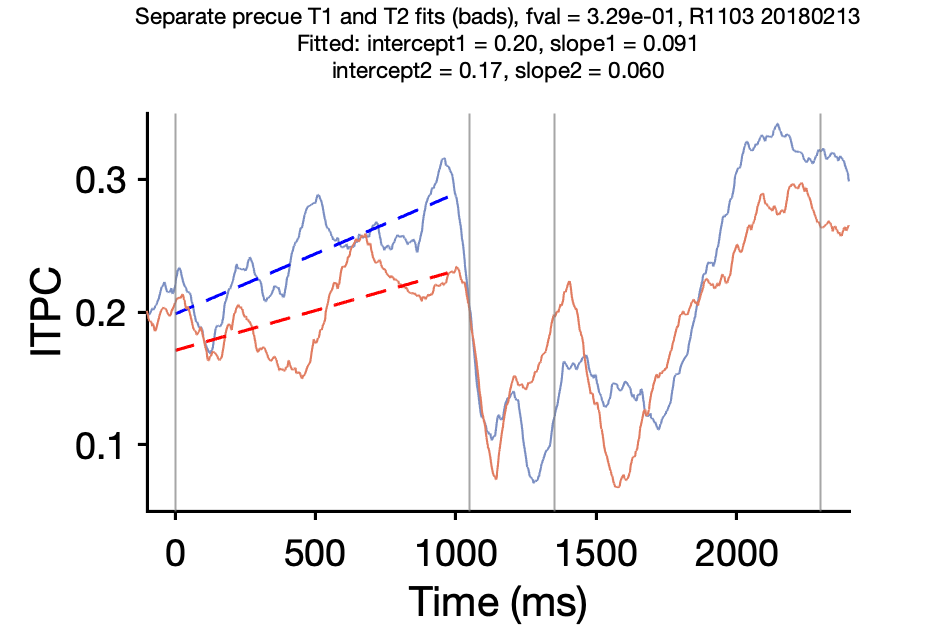 Separate precue T1 and T2 fits (bads), fval = 3.29e-01, R1103 20180213
Fitted: intercept1 = 0.20, slope1 = 0.091
intercept2 = 0.17, slope2 = 0.060
0.3
0.2
0.1
ITPC
0 500 1000 1500 2000
Time (ms)